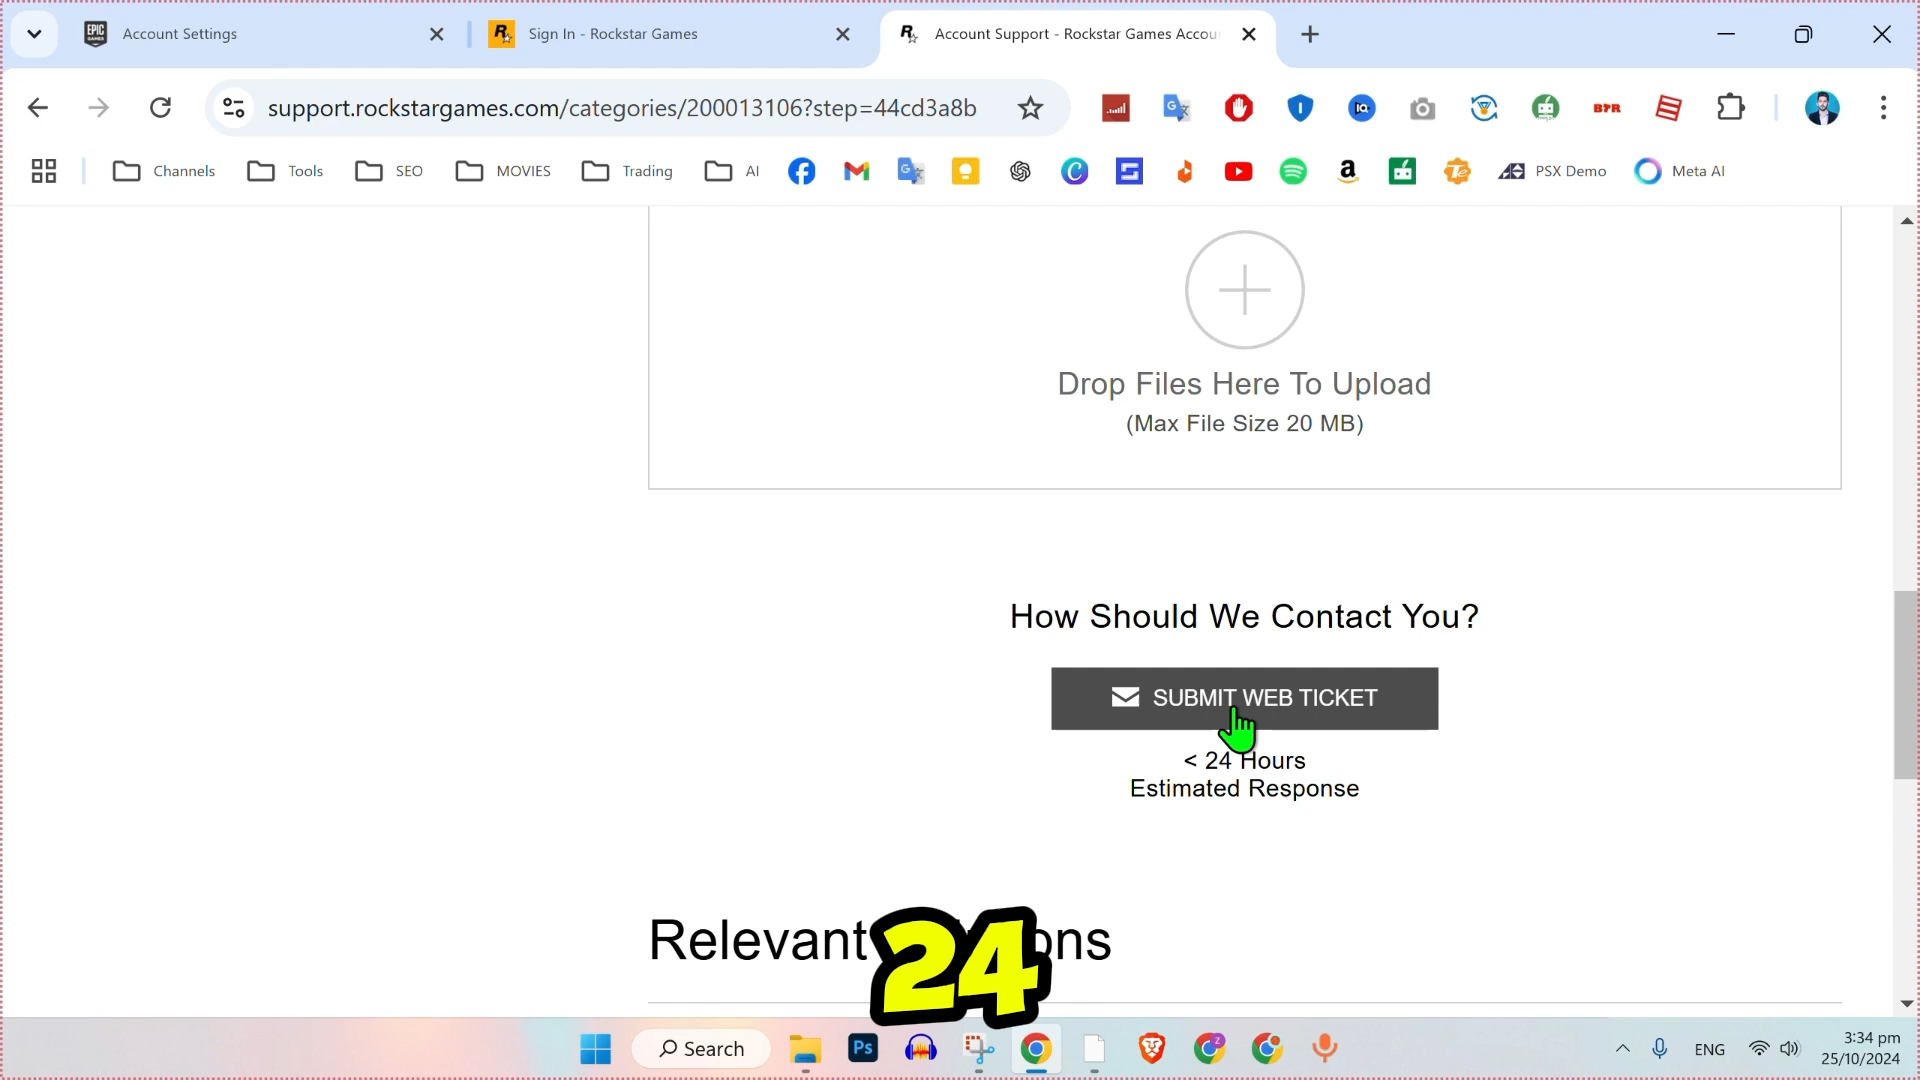 Account Settings
Sign In - Rockstar Games
Account Support - Rockstar Games Accou
support.rockstargames.com/categories/200013106?step=44cd3a8b
Channels
Tools
SEO
MOVIES
Trading
AI
PSX Demo
Meta AI
Drop Files Here To Upload
(Max File Size 20 MB)
How Should We Contact You?
SUBMIT WEB TICKET
< 24 Hours
Estimated Response
Relevant
24
Search
ENG
3:34 pm
25/10/2024